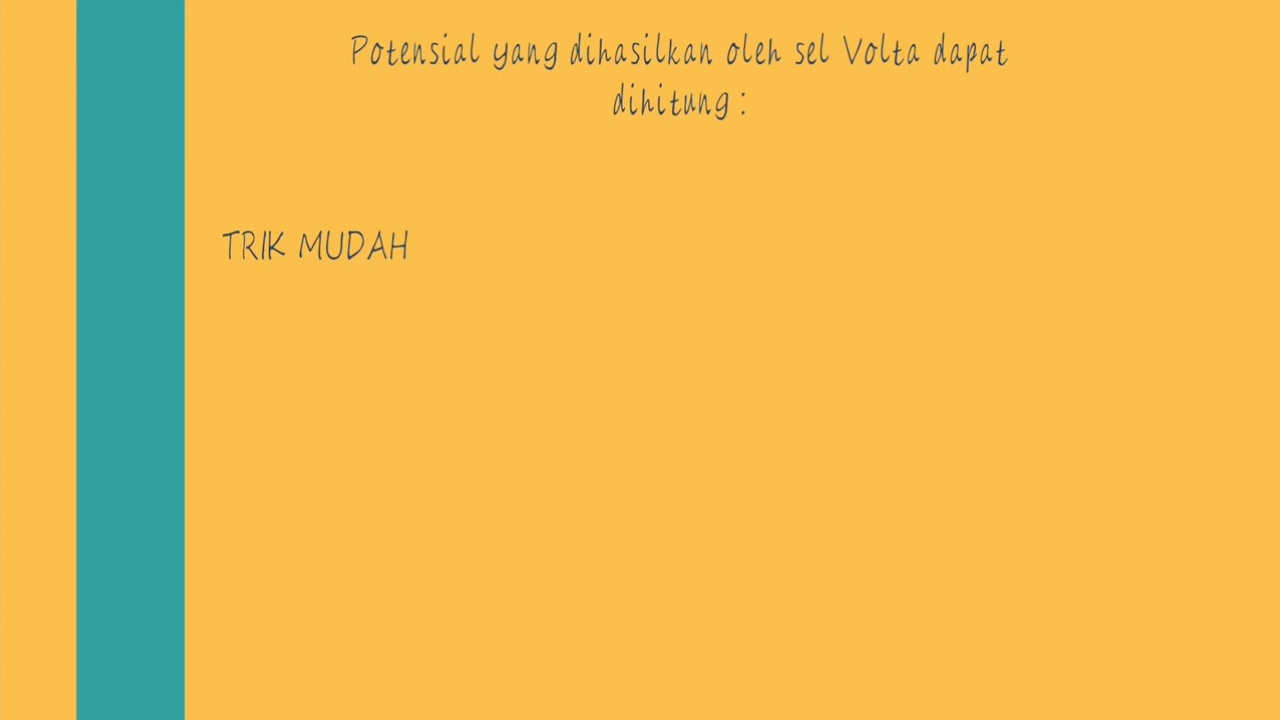 Potensial yang dihasilkan oleh sel Volta dapat
dihitung :
TRIK MUDAH